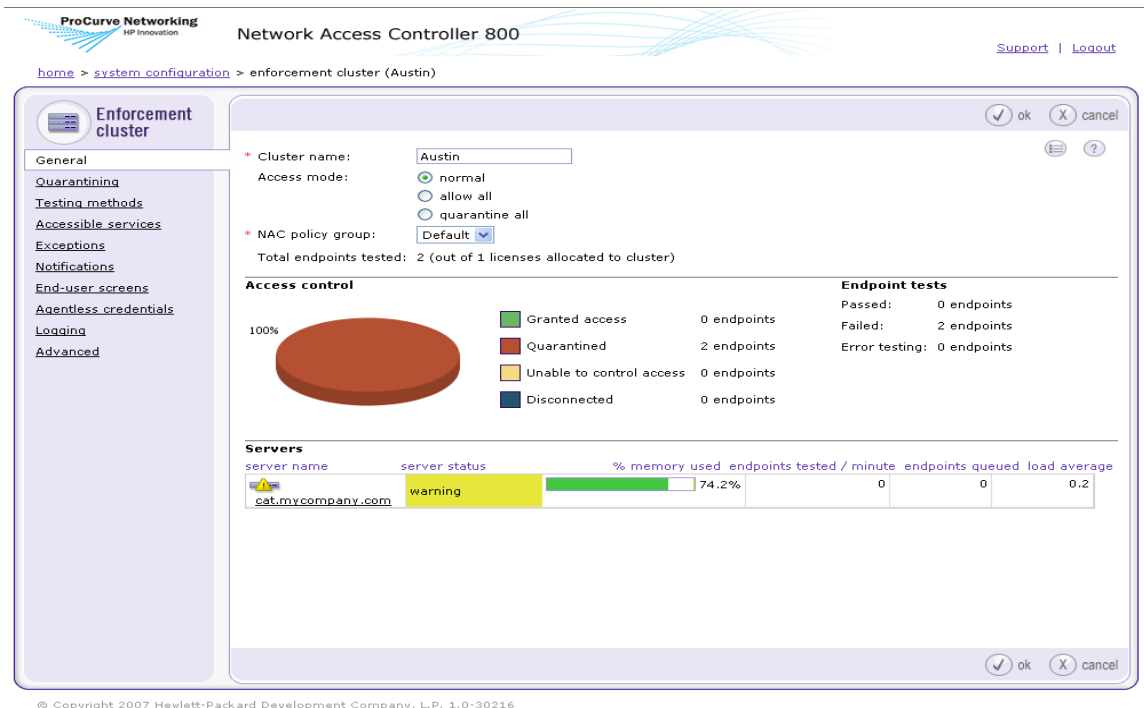 ProCurve Networking
HP Innovation
Network Access Controller 800
Support | Logout
home > system configuration > enforcement cluster (Austin)
Enforcement
cluster
ok
cancel
General
Quarantining
Testing methods
Accessible services
Exceptions
Notifications
End-user screens
Agentless credentials
Logging
Advanced
* Cluster name: Austin
Access mode: normal
allow all
quarantine all
* NAC policy group: Default
Total endpoints tested: 2 (out of 1 licenses allocated to cluster)
Access control
100%
Granted access 0 endpoints
Quarantined 2 endpoints
Unable to control access 0 endpoints
Disconnected 0 endpoints
Endpoint tests
Passed: 0 endpoints
Failed: 2 endpoints
Error testing: 0 endpoints
Servers
server name server status % memory used endpoints tested / minute endpoints queued load average
cat.mycompany.com warning 74.2% 0 0 0.2
ok
cancel
© Copyright 2007 Hewlett-Packard Development Company, L.P. 1.0-30216